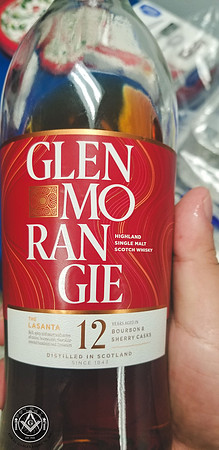 GLEN
MO
RAN
GIE
HIGHLAND
SINGLE MALT
SCOTCH WHISKY
THE
LASANTA
12
YEARS AGED IN
BOURBON &
SHERRY CASKS
DISTILLED IN SCOTLAND
SINCE 1843